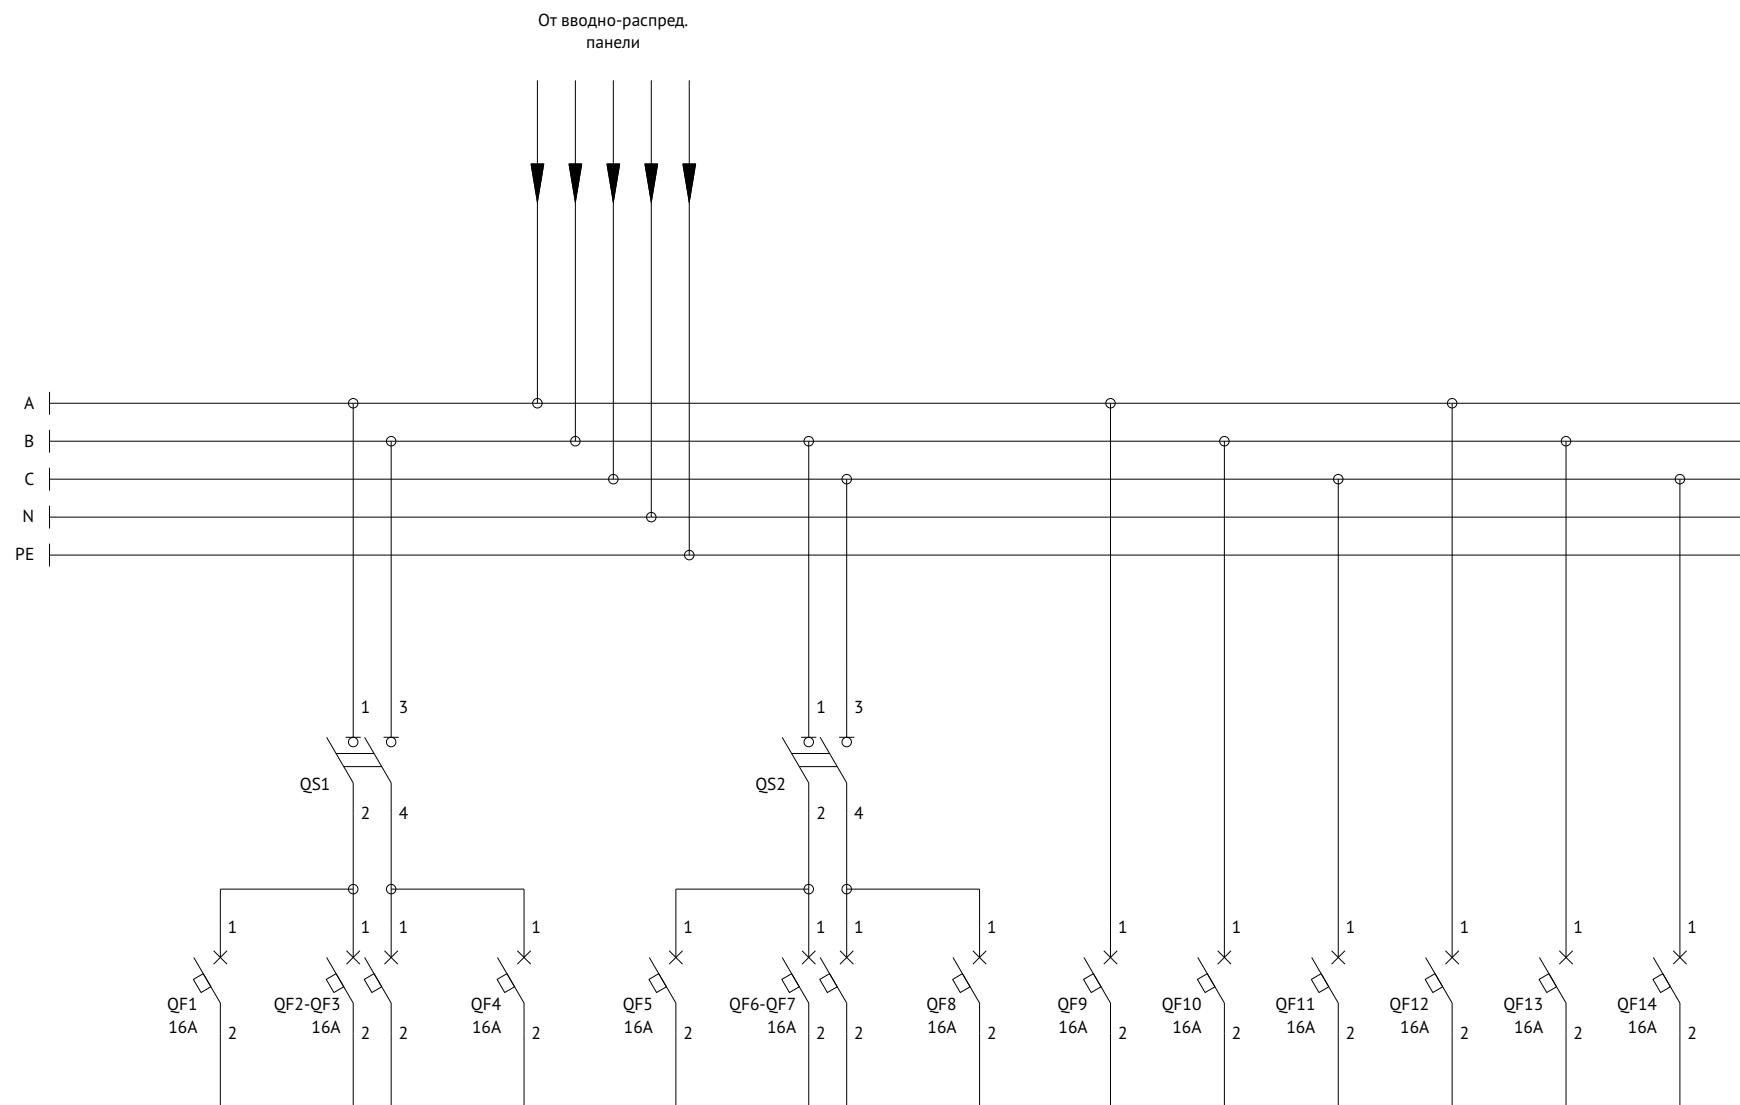 От вводно-распред.
панели
A
B
C
N
PE
1 3 1 3
QS1 QS2
2 4 2 4
1 1 1 1 1 1 1 1 1 1 1 1 1 1
QF1 QF2-QF3 QF4 QF5 QF6-QF7 QF8 QF9 QF10 QF11 QF12 QF13 QF14
16A 16A 16A 16A 16A 16A 16A 16A 16A 16A 16A 16A
2 2 2 2 2 2 2 2 2 2 2 2 2 2